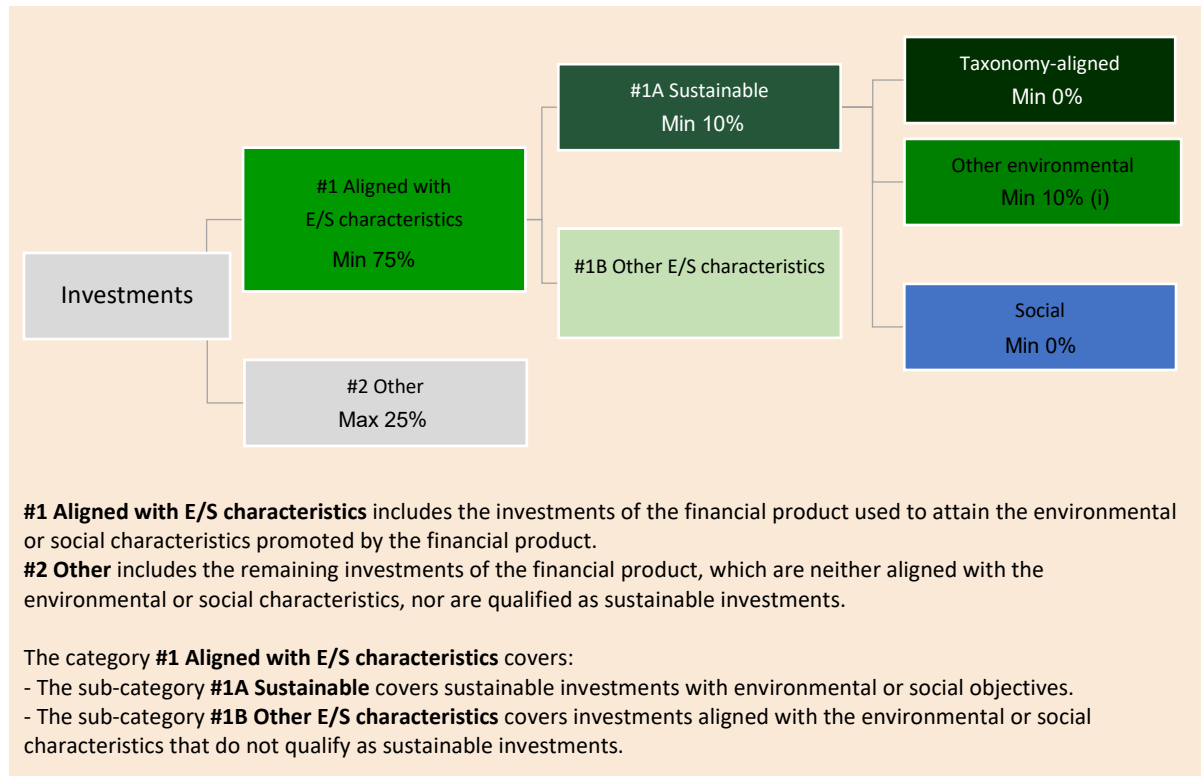 Taxonomy-aligned
Min 0%
#1A Sustainable
Min 10%
Other environmental
Min 10% (i)
#1 Aligned with
E/S characteristics
Min 75%
#1B Other E/S characteristics
Investments
Social
Min 0%
#2 Other
Max 25%
#1 Aligned with E/S characteristics includes the investments of the financial product used to attain the environmental
or social characteristics promoted by the financial product.
#2 Other includes the remaining investments of the financial product, which are neither aligned with the
environmental or social characteristics, nor are qualified as sustainable investments.
The category #1 Aligned with E/S characteristics covers:
- The sub-category #1A Sustainable covers sustainable investments with environmental or social objectives.
- The sub-category #1B Other E/S characteristics covers investments aligned with the environmental or social
characteristics that do not qualify as sustainable investments.